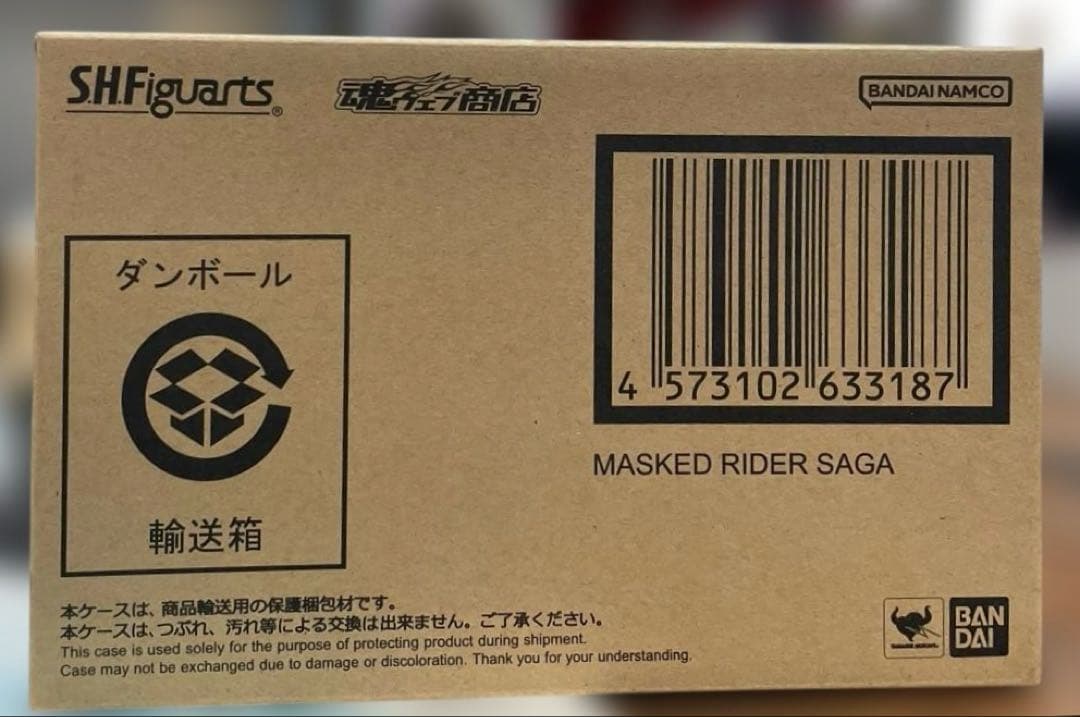 S.H.Figuarts®
魂ウェブ商店
BANDAI NAMCO
4 573102 633187
MASKED RIDER SAGA
ダンボール
輸送箱
本ケースは、商品輸送用の保護梱包材です。
本ケースは、つぶれ、汚れ等による交換は出来ません。ご了承ください。
This case is used solely for the purpose of protecting product during shipment.
Case may not be exchanged due to damage or discoloration. Thank you for your understanding.
BAN
DAI